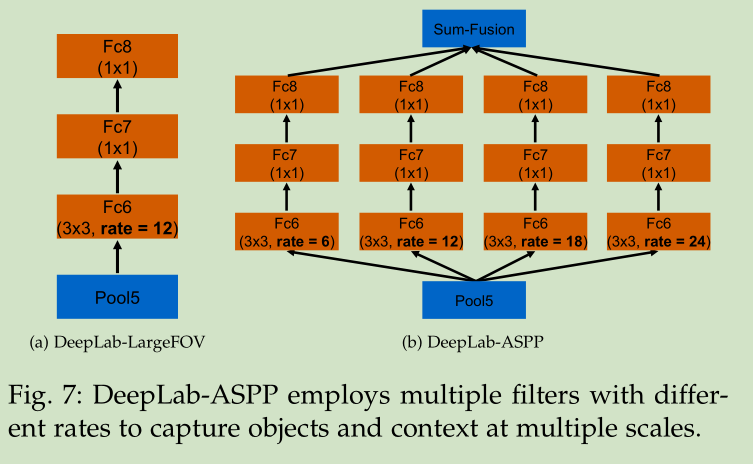 Fc8
(1x1)
Fc7
(1x1)
Fc6
(3x3, rate = 12)
Pool5
(a) DeepLab-LargeFOV
Sum-Fusion
Fc8
(1x1)
Fc8
(1x1)
Fc8
(1x1)
Fc8
(1x1)
Fc7
(1x1)
Fc7
(1x1)
Fc7
(1x1)
Fc7
(1x1)
Fc6
(3x3, rate = 6)
Fc6
(3x3, rate = 12)
Fc6
(3x3, rate = 18)
Fc6
(3x3, rate = 24)
Pool5
(b) DeepLab-ASPP
Fig. 7: DeepLab-ASPP employs multiple filters with differ-
ent rates to capture objects and context at multiple scales.